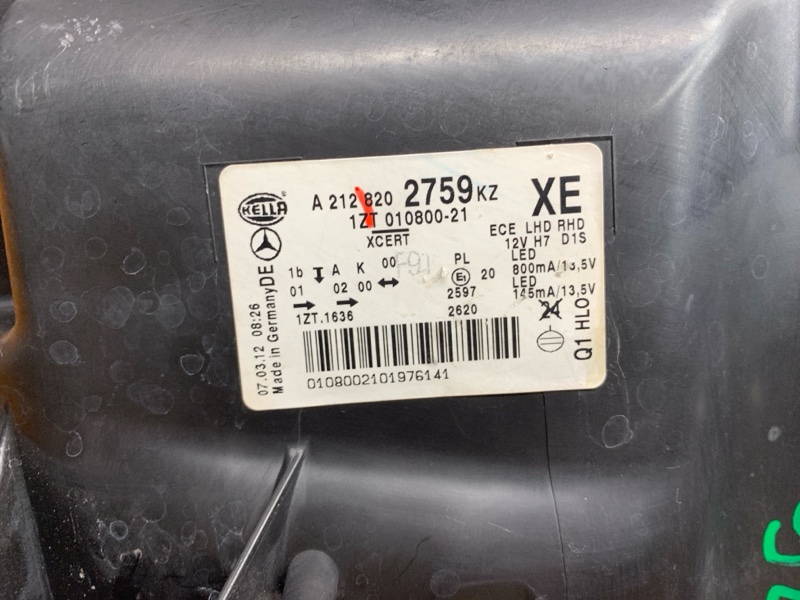 HELLA
A 212 820 2759 KZ XE
1ZT 010800-21
XCERT
ECE LHD RHD
12V H7 D1S
LED
800mA/13,5V
LED
145mA/13,5V
1b A K 00
01 02 00
PL
E1 20
2597
2620
24
1ZT.1636
0108002101976141
07.03.12 08:26
Made in Germany DE
Q1 HLO